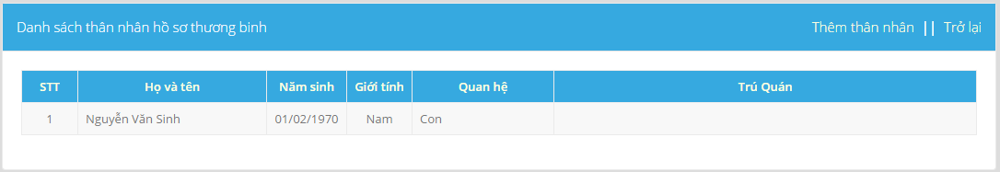 Danh sách thân nhân hồ sơ thương binh
Thêm thân nhân || Trở lại
STT Họ và tên Năm sinh Giới tính Quan hệ Trú Quán
1 Nguyễn Văn Sinh 01/02/1970 Nam Con